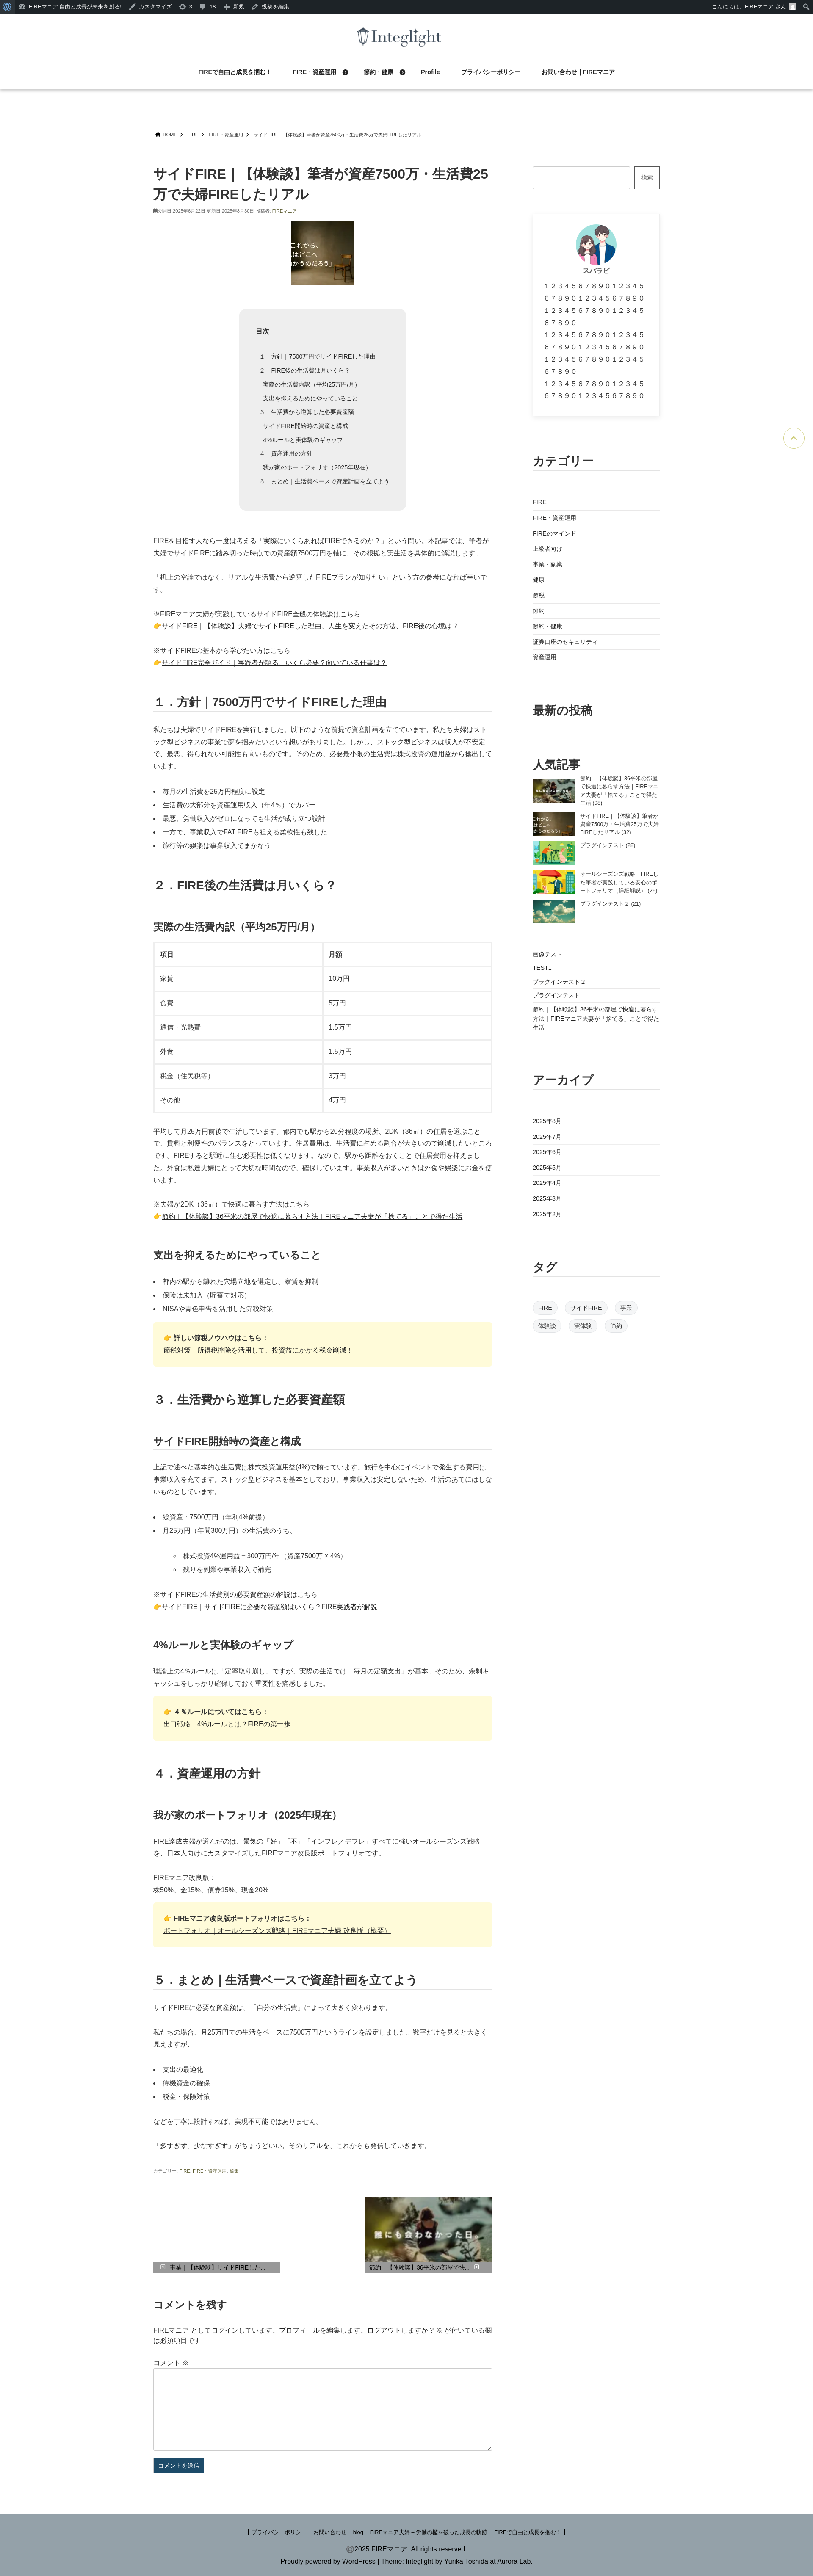 FIREマニア 自由と成長が未来を創る!
カスタマイズ
3
18
新規
投稿を編集
こんにちは、FIREマニア さん
Integlight
FIREで自由と成長を掴む！
FIRE・資産運用
節約・健康
Profile
プライバシーポリシー
お問い合わせ | FIREマニア
HOME
FIRE
FIRE・資産運用
サイドFIRE｜【体験談】筆者が資産7500万・生活費25万で夫婦FIREしたリアル
サイドFIRE｜【体験談】筆者が資産7500万・生活費25
万で夫婦FIREしたリアル
公開日:2025年6月22日 更新日:2025年8月30日 投稿者: FIREマニア
これから、
私はどこへ
向かうのだろう」
目次
１．方針｜7500万円でサイドFIREした理由
２．FIRE後の生活費は月いくら？
実際の生活費内訳（平均25万円/月）
支出を抑えるためにやっていること
３．生活費から逆算した必要資産額
サイドFIRE開始時の資産と構成
4%ルールと実体験のギャップ
４．資産運用の方針
我が家のポートフォリオ（2025年現在）
５．まとめ｜生活費ベースで資産計画を立てよう
FIREを目指す人なら一度は考える「実際にいくらあればFIREできるのか？」という問い。本記事では、筆者が
夫婦でサイドFIREに踏み切った時点での資産額7500万円を軸に、その根拠と実生活を具体的に解説します。
「机上の空論ではなく、リアルな生活費から逆算したFIREプランが知りたい」という方の参考になれば幸いで
す。
※FIREマニア夫婦が実践しているサイドFIRE全般の体験談はこちら
👉サイドFIRE｜【体験談】夫婦でサイドFIREした理由、人生を変えたその方法、FIRE後の心境は？
※サイドFIREの基本から学びたい方はこちら
👉サイドFIRE完全ガイド｜実践者が語る、いくら必要？向いている仕事は？
１．方針｜7500万円でサイドFIREした理由
私たちは夫婦でサイドFIREを実行しました。以下のような前提で資産計画を立てています。私たち夫婦はスト
ック型ビジネスの事業で夢を掴みたいという想いがありました。しかし、ストック型ビジネスは収入が不安定
で、最悪、得られない可能性も高いものです。そのため、必要最小限の生活費は株式投資の運用益から捻出して
います。
• 毎月の生活費を25万円程度に設定
• 生活費の大部分を資産運用収入（年4％）でカバー
• 最悪、労働収入がゼロになっても生活が成り立つ設計
• 一方で、事業収入でFAT FIREも狙える柔軟性も残した
• 旅行等の娯楽は事業収入でまかなう
２．FIRE後の生活費は月いくら？
実際の生活費内訳（平均25万円/月）
項目 月額
家賃 10万円
食費 5万円
通信・光熱費 1.5万円
外食 1.5万円
税金（住民税等） 3万円
その他 4万円
平均して月25万円前後で生活しています。都内でも駅から20分程度の場所、2DK（36㎡）の住居を選ぶこと
で、賃料と利便性のバランスをとっています。住居費用は、生活費に占める割合が大きいので削減したいところ
です。FIREすると駅近に住む必要性は低くなります。なので、駅から距離をおくことで住居費用を抑えまし
た。外食は私達夫婦にとって大切な時間なので、確保しています。事業収入が多いときは外食や娯楽にお金を使
います。
※夫婦が2DK（36㎡）で快適に暮らす方法はこちら
👉節約｜【体験談】36平米の部屋で快適に暮らす方法｜FIREマニア夫妻が「捨てる」ことで得た生活
支出を抑えるためにやっていること
• 都内の駅から離れた穴場立地を選定し、家賃を抑制
• 保険は未加入（貯蓄で対応）
• NISAや青色申告を活用した節税対策
👉 詳しい節税ノウハウはこちら：
節税対策｜所得税控除を活用して、投資益にかかる税金削減！
３．生活費から逆算した必要資産額
サイドFIRE開始時の資産と構成
上記で述べた基本的な生活費は株式投資運用益(4%)で賄っています。旅行を中心にイベントで発生する費用は
事業収入を充てます。ストック型ビジネスを基本としており、事業収入は安定しないため、生活のあてにはしな
いものとしています。
• 総資産：7500万円（年利4%前提）
• 月25万円（年間300万円）の生活費のうち、
○ 株式投資4%運用益＝300万円/年（資産7500万 × 4%）
○ 残りを副業や事業収入で補完
※サイドFIREの生活費別の必要資産額の解説はこちら
👉サイドFIRE｜サイドFIREに必要な資産額はいくら？FIRE実践者が解説
4%ルールと実体験のギャップ
理論上の4％ルールは「定率取り崩し」ですが、実際の生活では「毎月の定額支出」が基本。そのため、余剰キ
ャッシュをしっかり確保しておく重要性を痛感しました。
👉 ４％ルールについてはこちら：
出口戦略｜4%ルールとは？FIREの第一歩
４．資産運用の方針
我が家のポートフォリオ（2025年現在）
FIRE達成夫婦が選んだのは、景気の「好」「不」「インフレ／デフレ」すべてに強いオールシーズンズ戦略
を、日本人向けにカスタマイズしたFIREマニア改良版ポートフォリオです。
FIREマニア改良版：
株50%、金15%、債券15%、現金20%
👉 FIREマニア改良版ポートフォリオはこちら：
ポートフォリオ｜オールシーズンズ戦略｜FIREマニア夫婦 改良版（概要）
５．まとめ｜生活費ベースで資産計画を立てよう
サイドFIREに必要な資産額は、「自分の生活費」によって大きく変わります。
私たちの場合、月25万円での生活をベースに7500万円というラインを設定しました。数字だけを見ると大きく
見えますが、
• 支出の最適化
• 待機資金の確保
• 税金・保険対策
などを丁寧に設計すれば、実現不可能ではありません。
「多すぎず、少なすぎず」がちょうどいい。そのリアルを、これからも発信していきます。
カテゴリー: FIRE, FIRE・資産運用, 編集
事業｜【体験談】サイドFIREした...
誰にも会わなかった日
節約｜【体験談】36平米の部屋で快...
コメントを残す
FIREマニア としてログインしています。プロフィールを編集します。ログアウトしますか ? ※ が付いている欄
は必須項目です
コメント ※
コメントを送信
検索
スパラピ
１２３４５６７８９０１２３４５
６７８９０１２３４５６７８９０
１２３４５６７８９０１２３４５
６７８９０
１２３４５６７８９０１２３４５
６７８９０１２３４５６７８９０
１２３４５６７８９０１２３４５
６７８９０
１２３４５６７８９０１２３４５
６７８９０１２３４５６７８９０
カテゴリー
FIRE
FIRE・資産運用
FIREのマインド
上級者向け
事業・副業
健康
節税
節約
節約・健康
証券口座のセキュリティ
資産運用
最新の投稿
人気記事
節約｜【体験談】36平米の部屋
で快適に暮らす方法｜FIREマニ
ア夫妻が「捨てる」ことで得た
生活 (98)
サイドFIRE｜【体験談】筆者が
資産7500万・生活費25万で夫婦
FIREしたリアル (32)
プラグインテスト (28)
オールシーズンズ戦略｜FIREし
た筆者が実践している安心のポ
ートフォリオ（詳細解説） (26)
プラグインテスト２ (21)
画像テスト
TEST1
プラグインテスト２
プラグインテスト
節約｜【体験談】36平米の部屋で快適に暮らす
方法｜FIREマニア夫妻が「捨てる」ことで得た
生活
アーカイブ
2025年8月
2025年7月
2025年6月
2025年5月
2025年4月
2025年3月
2025年2月
タグ
FIRE
サイドFIRE
事業
体験談
実体験
節約
プライバシーポリシー
お問い合わせ
blog
FIREマニア夫婦 – 労働の檻を破った成長の軌跡
FIREで自由と成長を掴む！
©2025 FIREマニア. All rights reserved.
Proudly powered by WordPress | Theme: Integlight by Yurika Toshida at Aurora Lab.